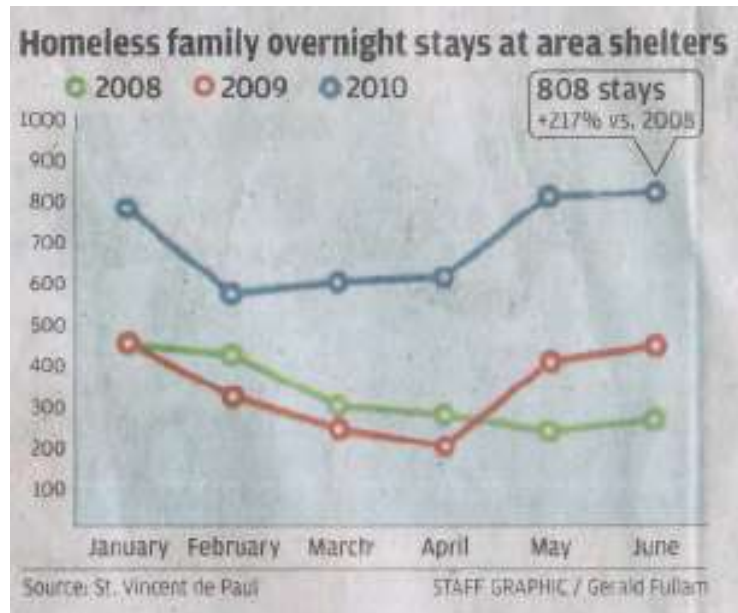 Homeless family overnight stays at area shelters
2008 2009 2010
808 stays
+217% vs. 2008
1000
900
800
700
600
500
400
300
200
100
January February March April May June
Source: St. Vincent de Paul STAFF GRAPHIC / Gerald Fullam